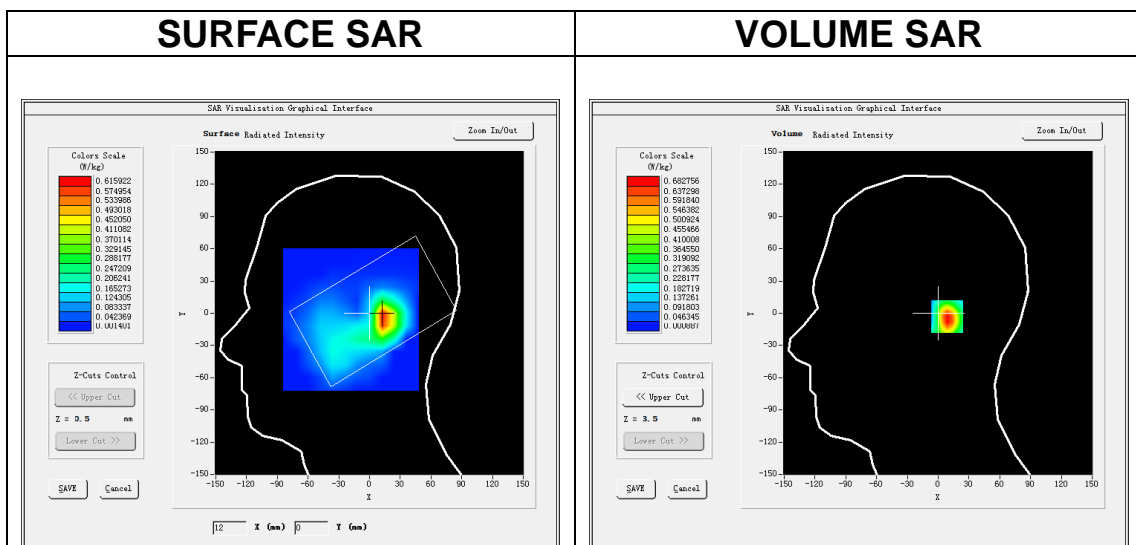 SURFACE SAR
VOLUME SAR
SAR Visualisation Graphical Interface
Surface Radiated Intensity
Zoom In/Out
Colors Scale
(W/kg)
0.615922
0.574954
0.533986
0.493018
0.452050
0.411082
0.370114
0.329145
0.288177
0.247209
0.206241
0.165273
0.124305
0.083337
0.042369
0.001401
Z-Cuts Control
<< Upper Cut
Z = 3.5 mm
Lower Cut >>
SAVE Cancel
150
120
90
60
30
0
-30
-60
-90
-120
-150
Y
-150 -120 -90 -60 -30 0 30 60 90 120 150
X
12 X (mm) 0 Y (mm)
SAR Visualisation Graphical Interface
Volume Radiated Intensity
Zoom In/Out
Colors Scale
(W/kg)
0.682756
0.637298
0.591840
0.546382
0.500924
0.455466
0.410008
0.364550
0.319092
0.273635
0.228177
0.182719
0.137261
0.091803
0.046345
0.000887
Z-Cuts Control
<< Upper Cut
Z = 3.5 mm
Lower Cut >>
SAVE Cancel
150
120
90
60
30
0
-30
-60
-90
-120
-150
Y
-150 -120 -90 -60 -30 0 30 60 90 120 150
X